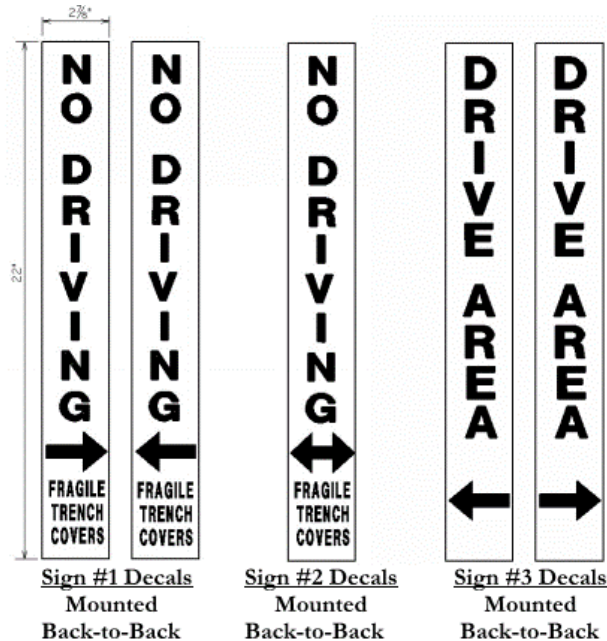 2⅞"
22"
NO DRIVING
FRAGILE
TRENCH
COVERS
NO DRIVING
FRAGILE
TRENCH
COVERS
Sign #1 Decals
Mounted
Back-to-Back
NO DRIVING
FRAGILE
TRENCH
COVERS
Sign #2 Decals
Mounted
Back-to-Back
DRIVE AREA
DRIVE AREA
Sign #3 Decals
Mounted
Back-to-Back